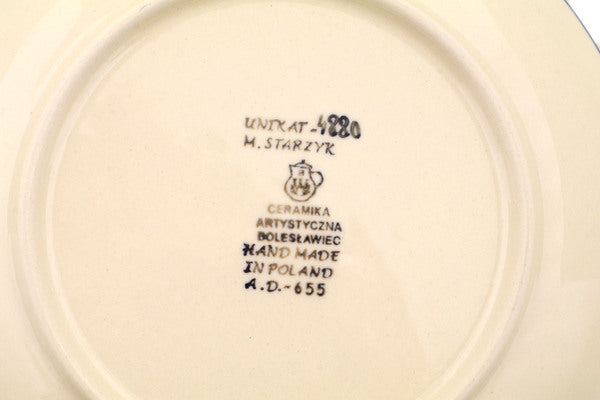 UNIKAT-4880
M. STARZYK
CERAMIKA
ARTYSTYCZNA
BOLESŁAWIEC
HAND MADE
IN POLAND
A.D.-655